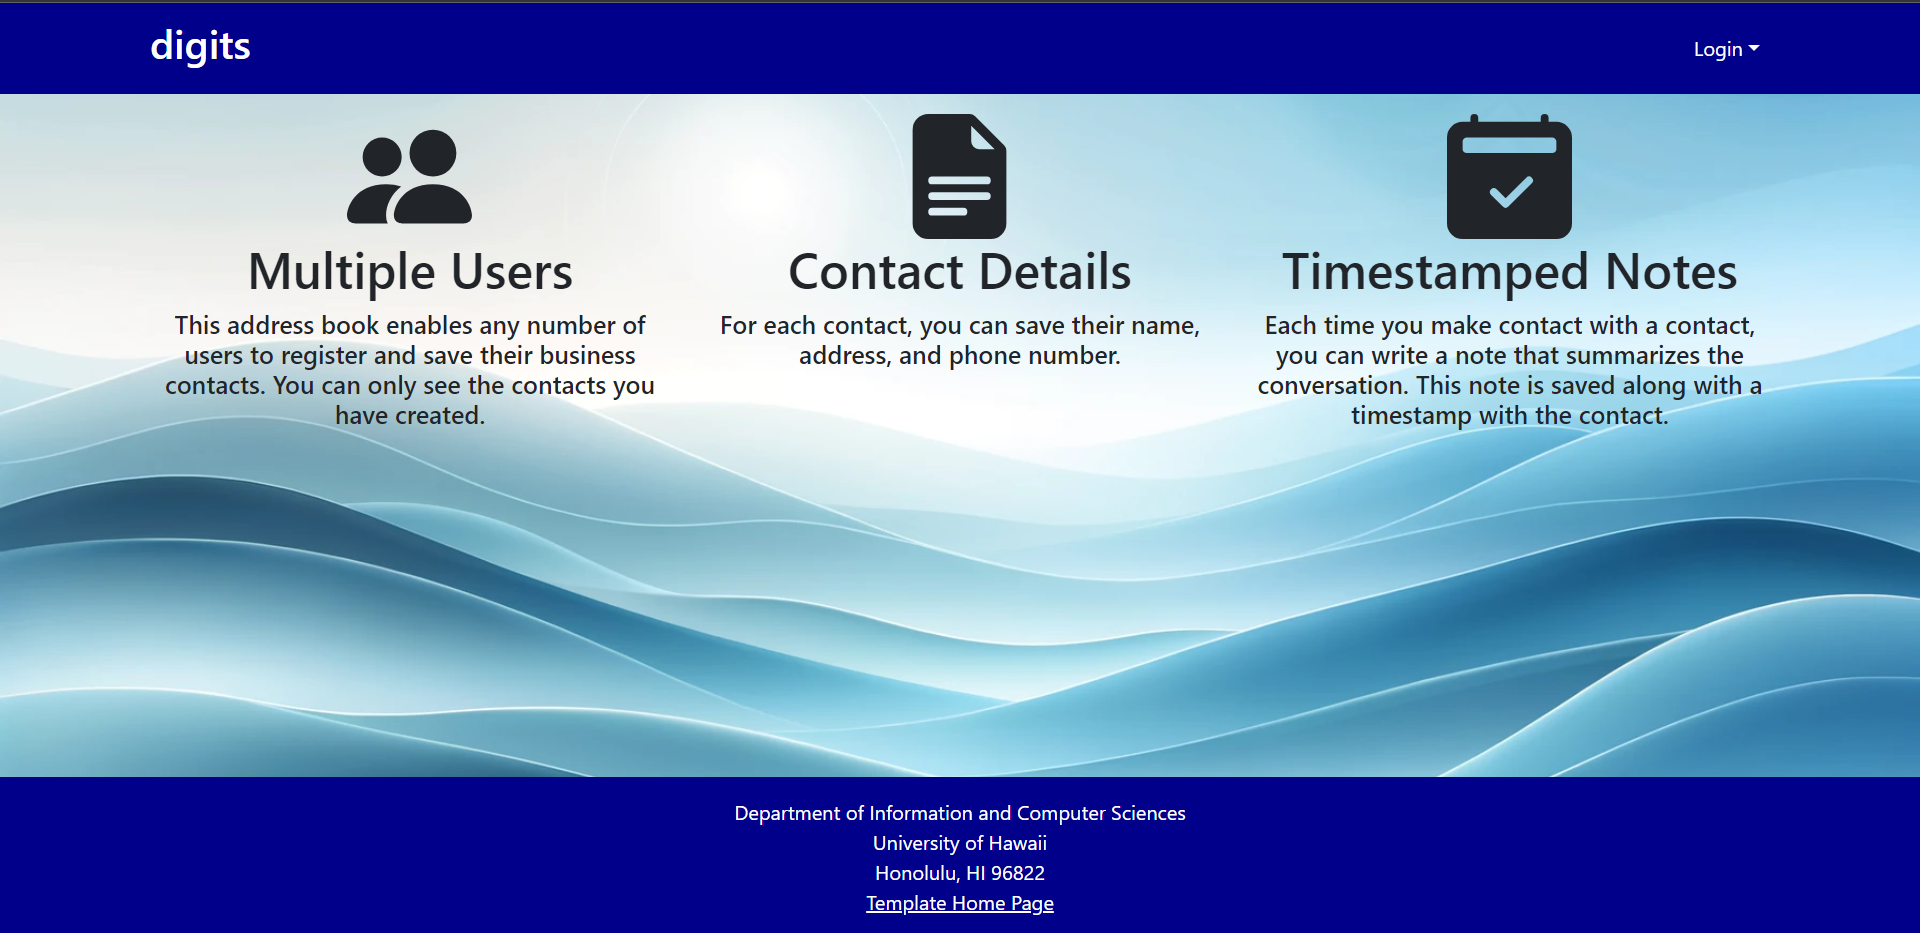 digits
Login
Multiple Users
This address book enables any number of
users to register and save their business
contacts. You can only see the contacts you
have created.
Contact Details
For each contact, you can save their name,
address, and phone number.
Timestamped Notes
Each time you make contact with a contact,
you can write a note that summarizes the
conversation. This note is saved along with a
timestamp with the contact.
Department of Information and Computer Sciences
University of Hawaii
Honolulu, HI 96822
Template Home Page